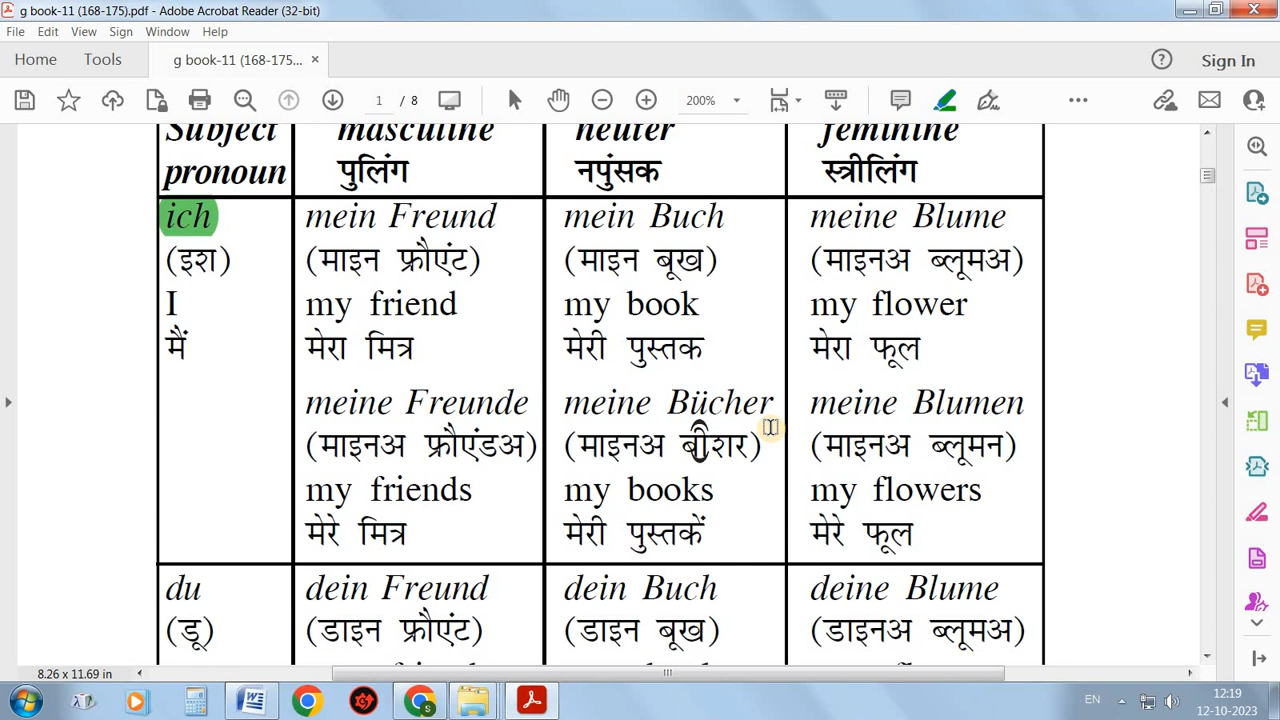 g book-11 (168-175).pdf - Adobe Acrobat Reader (32-bit)
File Edit View Sign Window Help
Home Tools g book-11 (168-175... × Sign In
1 / 8 200%
Subject masculine neuter feminine
pronoun पुलिंग नपुंसक स्त्रीलिंग
ich mein Freund mein Buch meine Blume
(इश) (माइन फ्रौएंट) (माइन बूख) (माइनअ ब्लूमअ)
I my friend my book my flower
मैं मेरा मित्र मेरी पुस्तक मेरा फूल
meine Freunde meine Bücher meine Blumen
(माइनअ फ्रौएंडअ) (माइनअ बीशर) (माइनअ ब्लूमन)
my friends my books my flowers
मेरे मित्र मेरी पुस्तकें मेरे फूल
du dein Freund dein Buch deine Blume
(डू) (डाइन फ्रौएंट) (डाइन बूख) (डाइनअ ब्लूमअ)
8.26 x 11.69 in
EN 12:19
12-10-2023